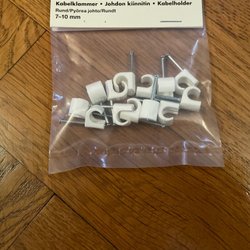 Kabelklammer • Johdon kiinnitin • Kabelholder
Rund/Pyöreä johto/Rundt
7-10 mm